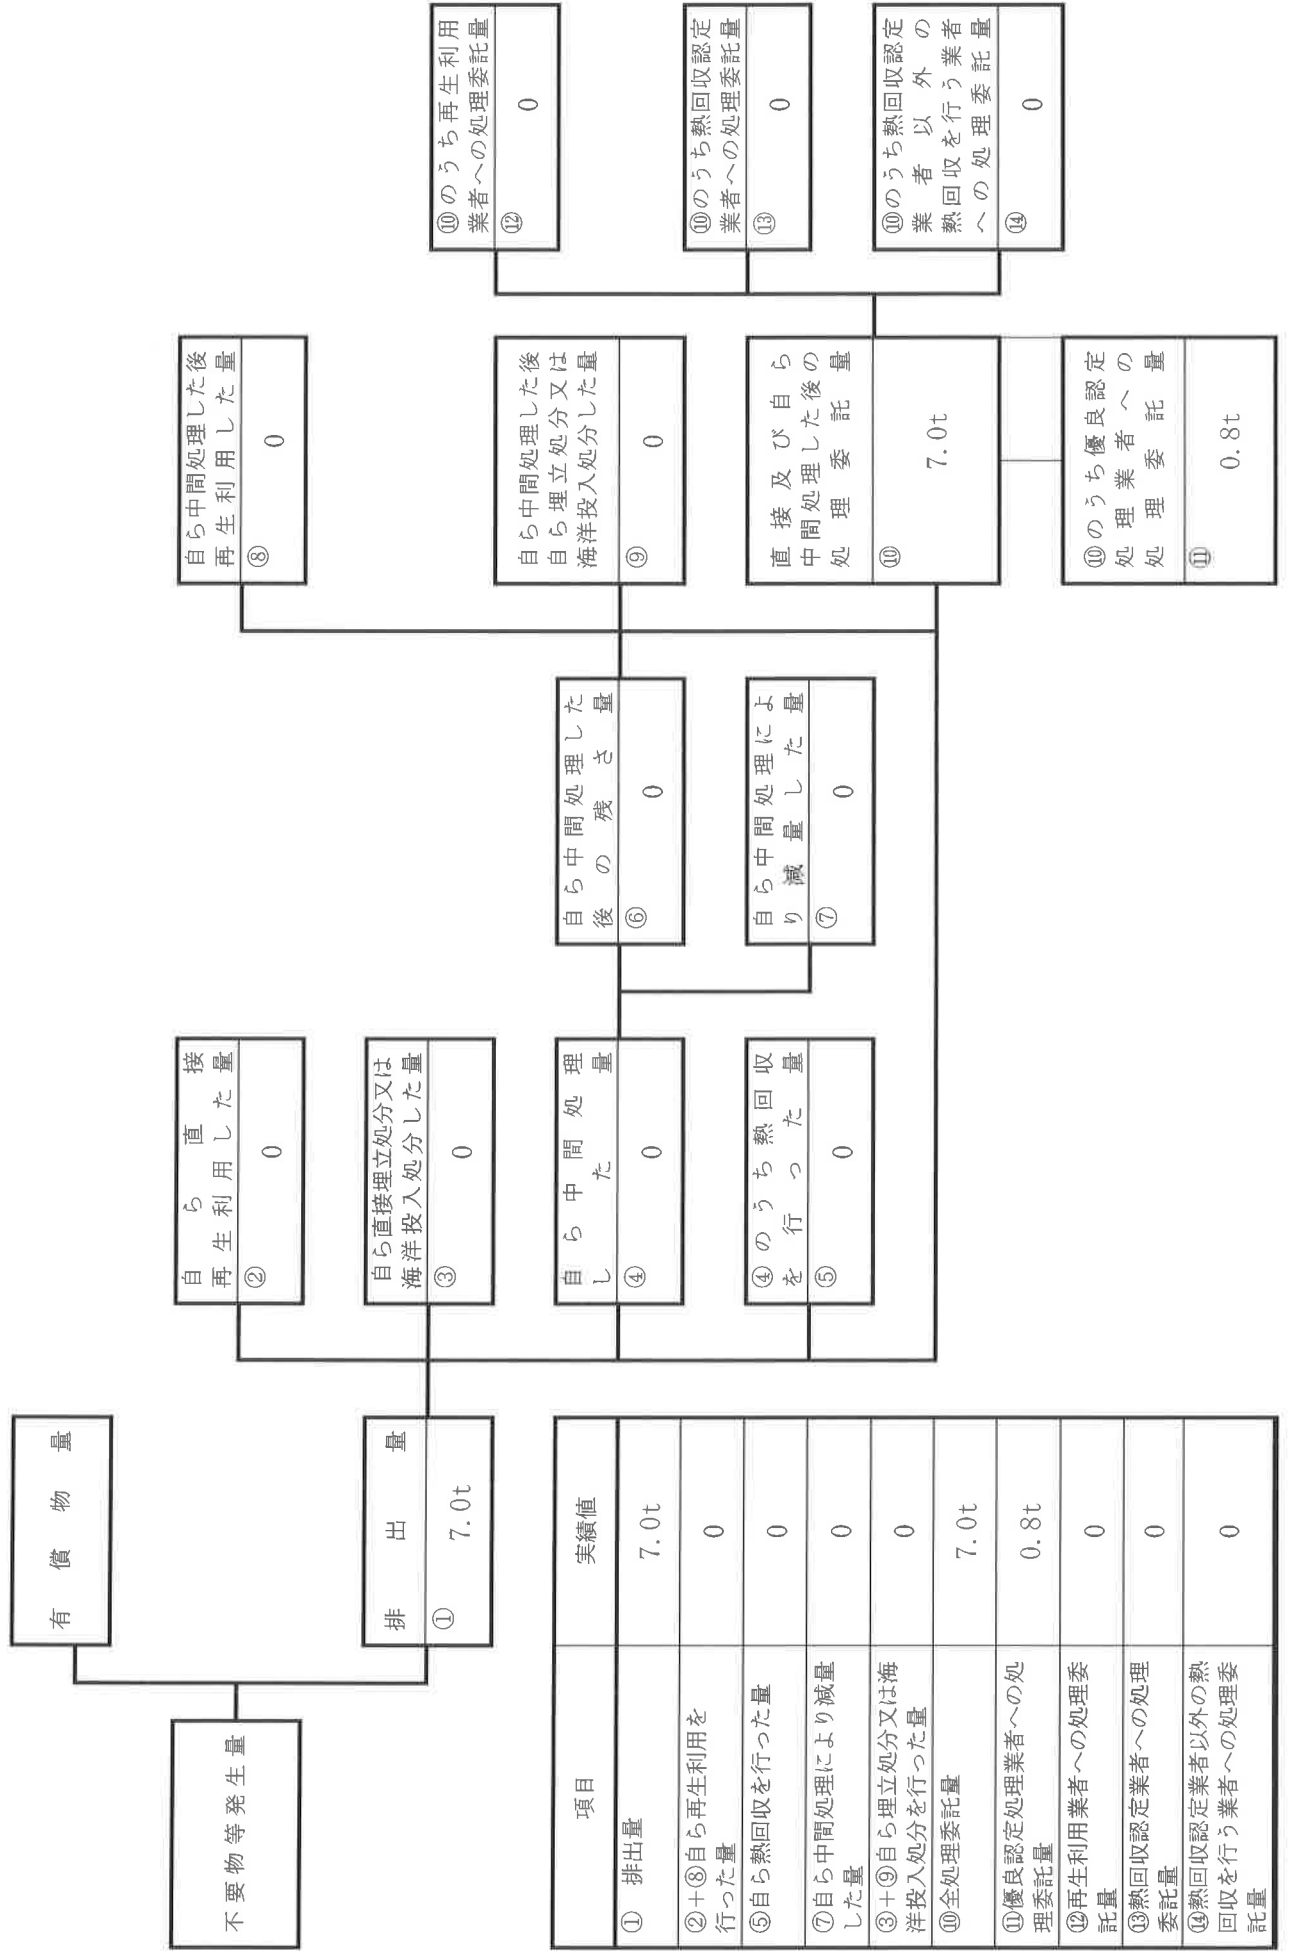 有償物量
不要物等発生量
排出量
①
7.0t
自ら直接
再生利用した量
②
0
自ら直接埋立処分又は
海洋投入処分した量
③
0
自ら中間処理
した量
④
0
④のうち熱回収
を行った量
⑤
0
自ら中間処理した
後の残さ量
⑥
0
自ら中間処理によ
り減量した量
⑦
0
自ら中間処理した後
再生利用した量
⑧
0
自ら中間処理した後
自ら埋立処分又は
海洋投入処分した量
⑨
0
直接及び自ら
中間処理した後の
処理委託量
⑩
7.0t
⑩のうち優良認定
処理業者への
処理委託量
⑪
0.8t
⑩のうち再生利用
業者への処理委託量
⑫
0
⑩のうち熱回収認定
業者への処理委託量
⑬
0
⑩のうち熱回収認定
業者以外の
熱回収を行う業者
への処理委託量
⑭
0
項目 実績値
① 排出量 7.0t
②+⑧自ら再生利用を
行った量 0
⑤自ら熱回収を行った量 0
⑦自ら中間処理により減量
した量 0
③+⑨自ら埋立処分又は海
洋投入処分を行った量 0
⑩全処理委託量 7.0t
⑪優良認定処理業者への処
理委託量 0.8t
⑫再生利用業者への処理委
託量 0
⑬熱回収認定業者への処理
委託量 0
⑭熱回収認定業者以外の熱
回収を行う業者への処理委
託量 0